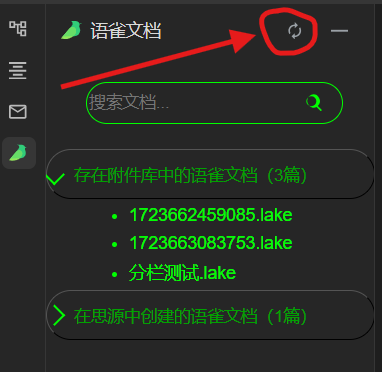 语雀文档
搜索文档...
存在附件库中的语雀文档（3篇）
1723662459085.lake
1723663083753.lake
分栏测试.lake
在思源中创建的语雀文档（1篇）